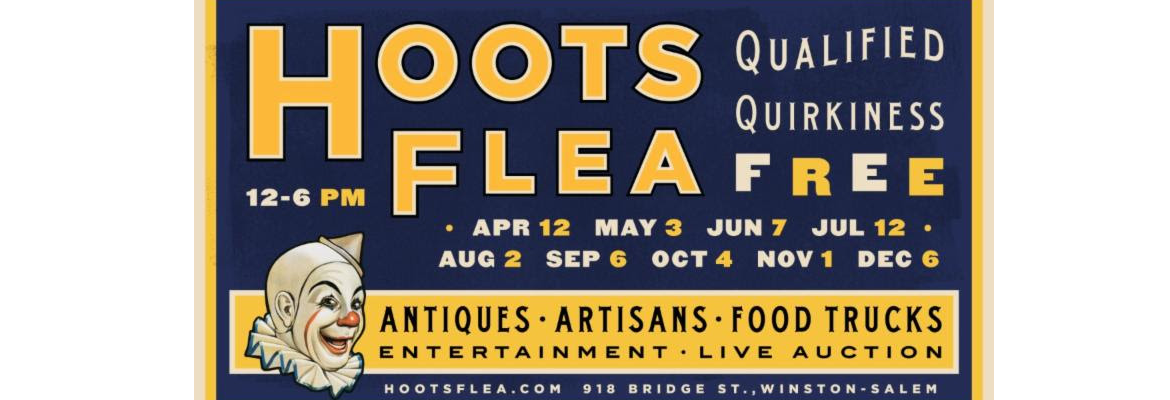 HOOTS
FLEA
12-6 PM
QUALIFIED
QUIRKINESS
FREE
· APR 12 MAY 3 JUN 7 JUL 12 ·
AUG 2 SEP 6 OCT 4 NOV 1 DEC 6
ANTIQUES · ARTISANS · FOOD TRUCKS
ENTERTAINMENT · LIVE AUCTION
HOOTSFLEA.COM 918 BRIDGE ST., WINSTON-SALEM